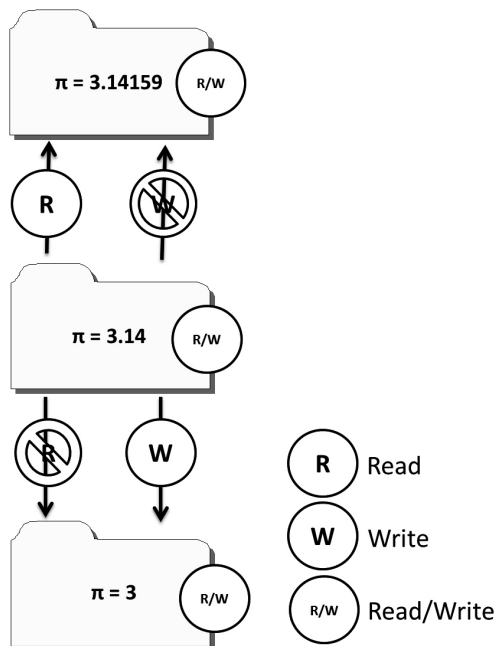 π = 3.14159
R/W
R
W
π = 3.14
R/W
R
W
R Read
W Write
π = 3
R/W
R/W Read/Write